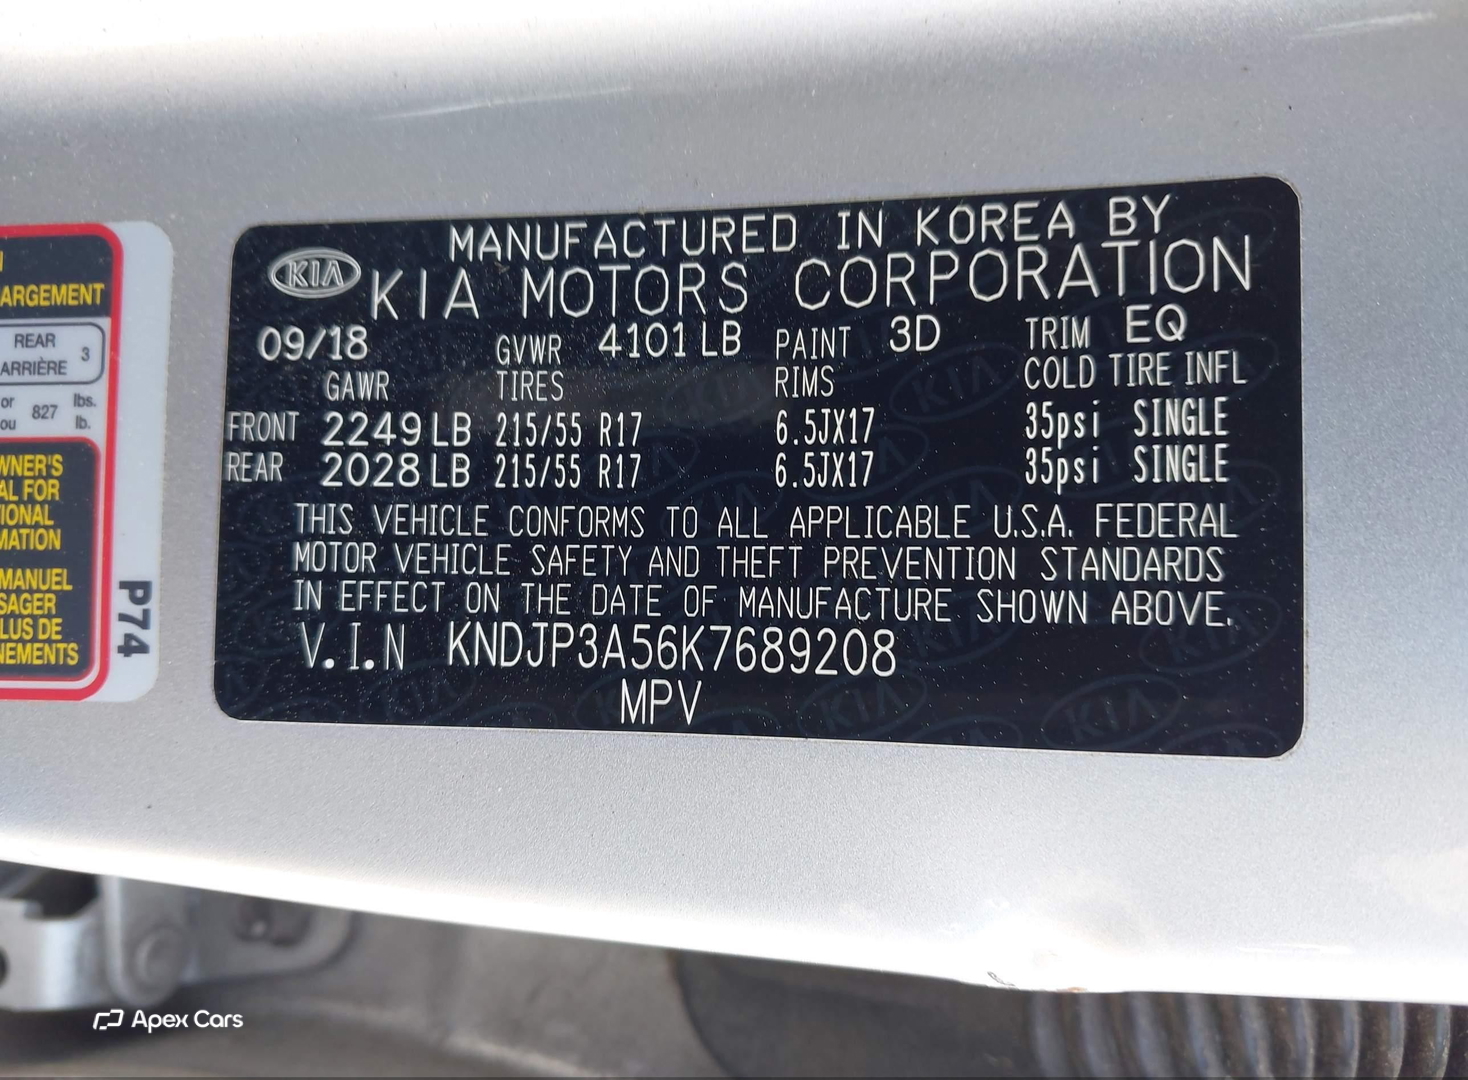 ARGEMENT
REAR
ARRIÈRE 3
or
ou 827 lbs.
lb.
WNER'S
AL FOR
TIONAL
MATION
MANUEL
SAGER
LUS DE
NEMENTS
P74
MANUFACTURED IN KOREA BY
KIA KIA MOTORS CORPORATION
09/18 GVWR 4101 LB PAINT 3D TRIM EQ
GAWR TIRES RIMS COLD TIRE INFL
FRONT 2249 LB 215/55 R17 6.5JX17 35psi SINGLE
REAR 2028 LB 215/55 R17 6.5JX17 35psi SINGLE
THIS VEHICLE CONFORMS TO ALL APPLICABLE U.S.A. FEDERAL
MOTOR VEHICLE SAFETY AND THEFT PREVENTION STANDARDS
IN EFFECT ON THE DATE OF MANUFACTURE SHOWN ABOVE.
V.I.N KNDJP3A56K7689208
MPV
Apex Cars